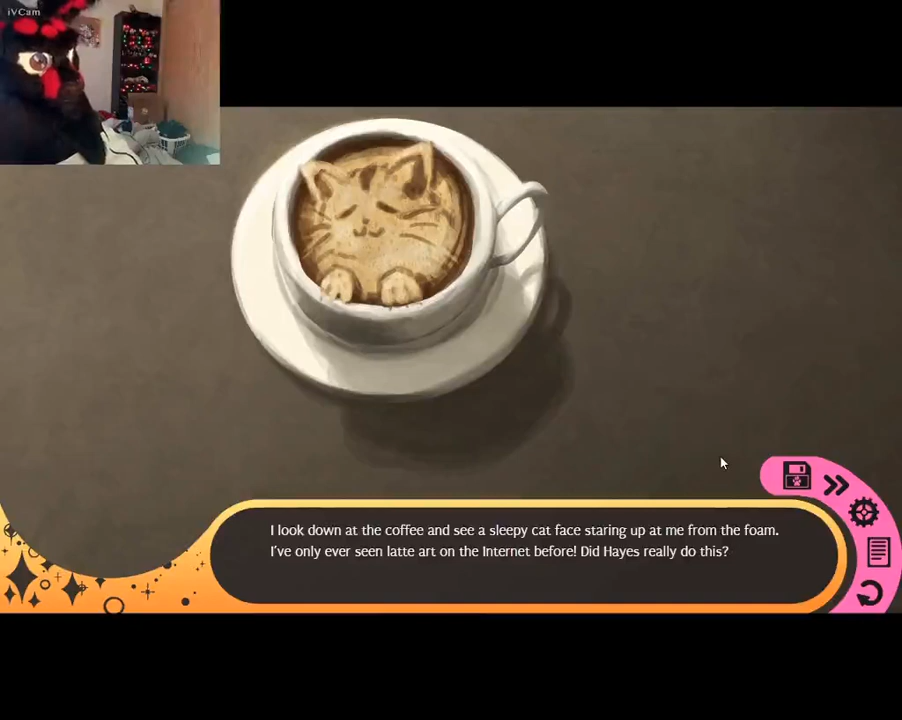 iVCam
I look down at the coffee and see a sleepy cat face staring up at me from the foam.
I've only ever seen latte art on the Internet before! Did Hayes really do this?